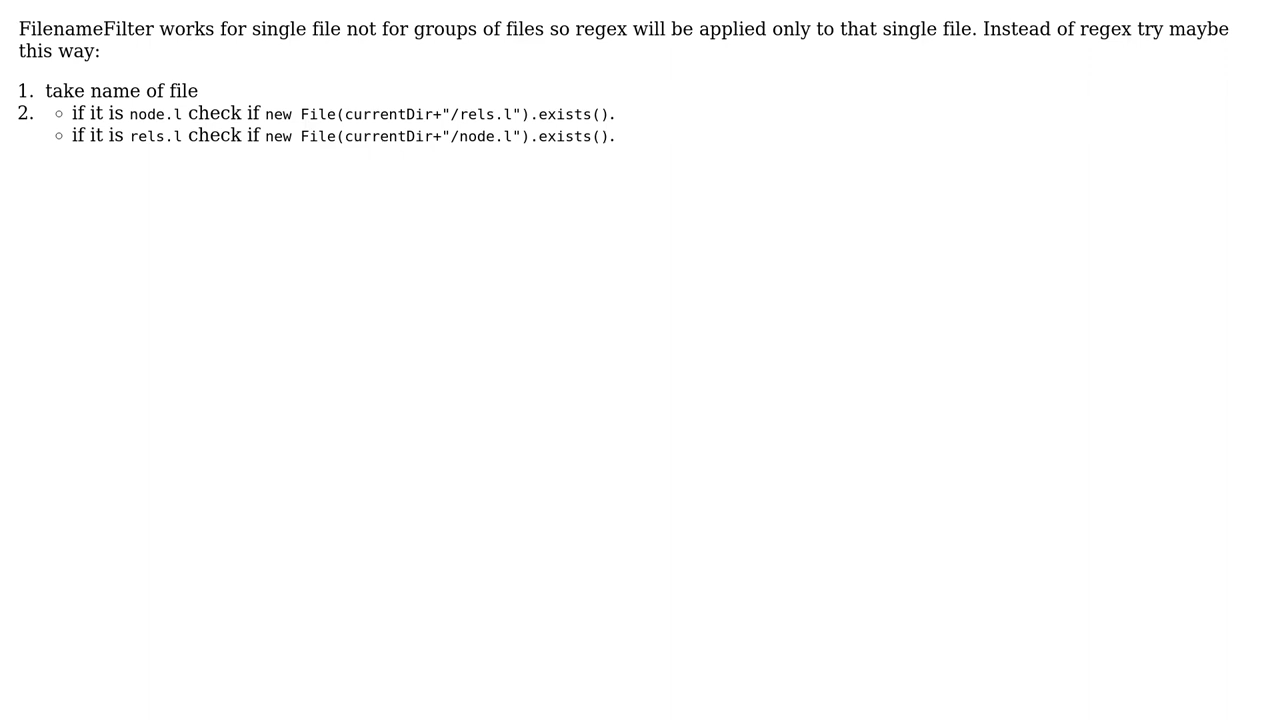 FilenameFilter works for single file not for groups of files so regex will be applied only to that single file. Instead of regex try maybe
this way:
1. take name of file
2. ◦ if it is node.l check if new File(currentDir+"/rels.l").exists().
◦ if it is rels.l check if new File(currentDir+"/node.l").exists().